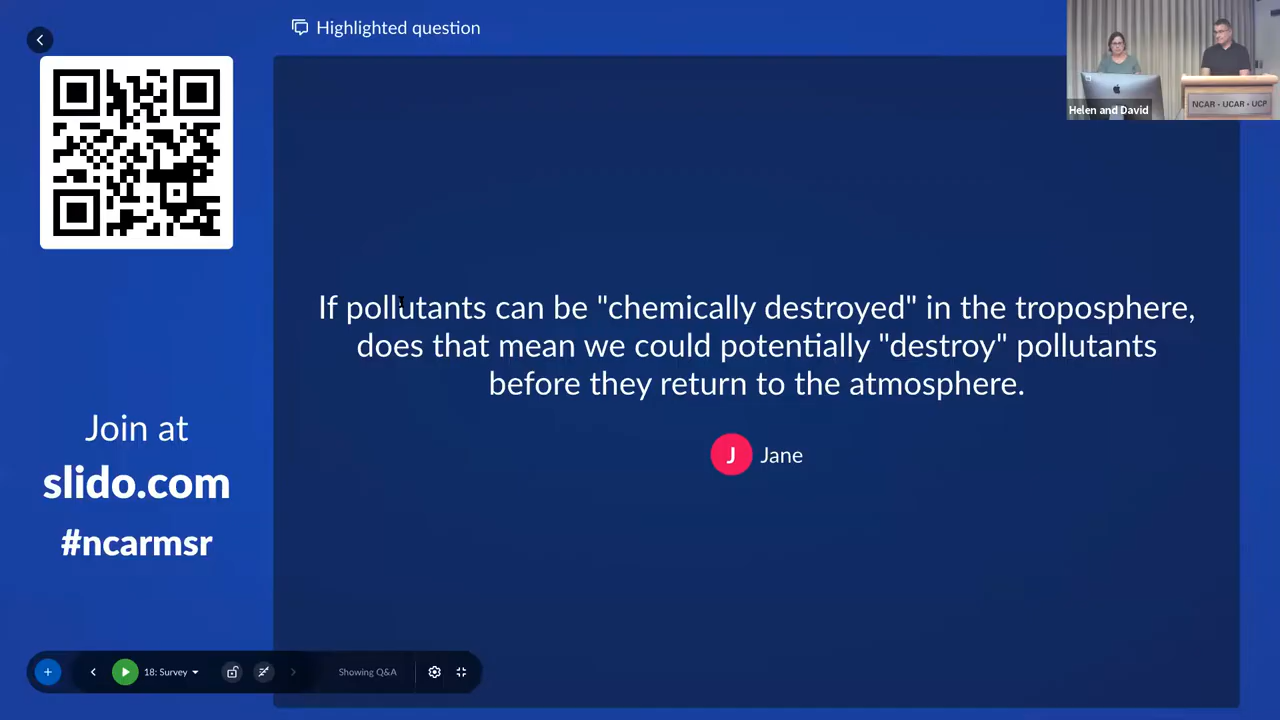 Highlighted question
Helen and David
NCAR • UCAR • UCP
If pollutants can be "chemically destroyed" in the troposphere,
does that mean we could potentially "destroy" pollutants
before they return to the atmosphere.
J Jane
Join at
slido.com
#ncarmsr
18: Survey
Showing Q&A